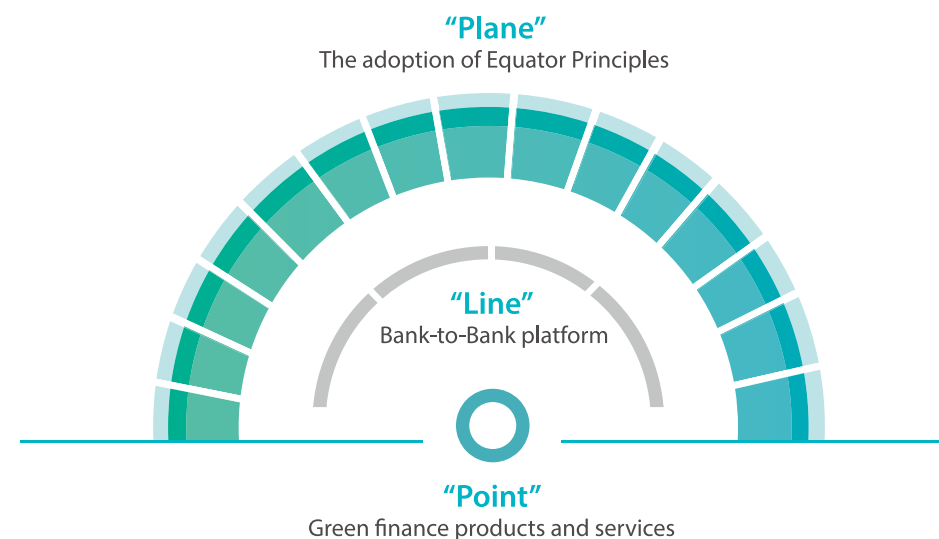 “Plane”
The adoption of Equator Principles
“Line”
Bank-to-Bank platform
“Point”
Green finance products and services